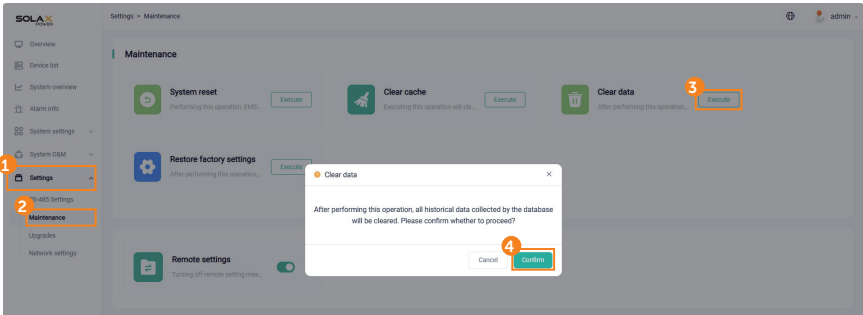 SOLAX
POWER
Settings > Maintenance
admin
Overview
Device list
System overview
Alarm info
System settings
System O&M
1
Settings
RS-485 Settings
2
Maintenance
Upgrades
Network settings
Maintenance
System reset
Performing this operation, EMS...
Execute
Clear cache
Executing this operation will cle...
Execute
3
Clear data
After performing this operation,...
Execute
Restore factory settings
After performing this operation,...
Execute
Clear data
After performing this operation, all historical data collected by the database
will be cleared. Please confirm whether to proceed?
4
Cancel
Confirm
Remote settings
Turning off remote setting mea...